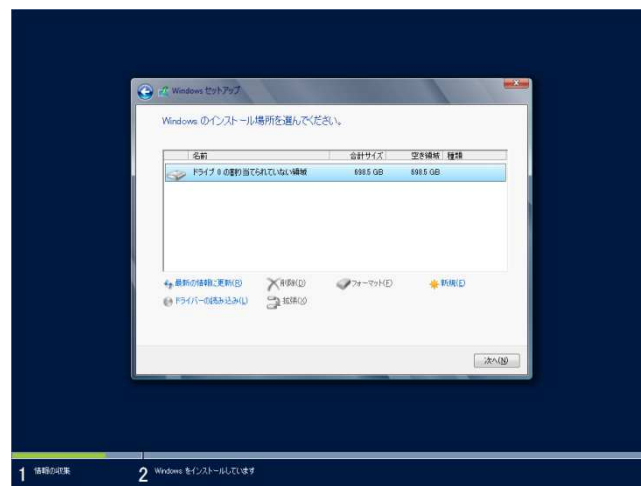 Windows セットアップ
Windows のインストール場所を選んでください。
名前 合計サイズ 空き領域 種類
ドライブ 0 の割り当てられていない領域 698.5 GB 698.5 GB
最新の情報に更新(R) 削除(D) フォーマット(F) 新規(E)
ドライバーの読み込み(L) 拡張(X)
次へ(N)
1 情報の収集 2 Windows をインストールしています